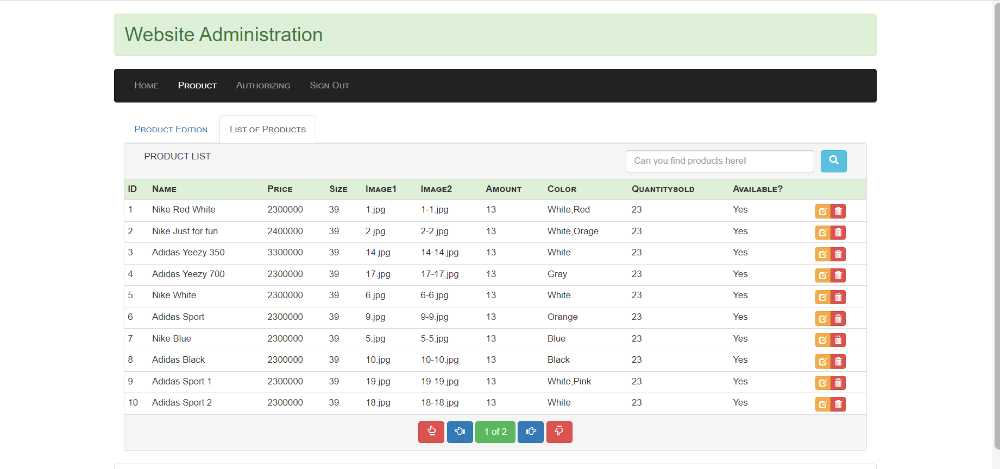 Website Administration
Home Product Authorizing Sign Out
Product Edition List of Products
PRODUCT LIST Can you find products here!
ID Name Price Size Image1 Image2 Amount Color Quantitysold Available?
1 Nike Red White 2300000 39 1.jpg 1-1.jpg 13 White,Red 23 Yes
2 Nike Just for fun 2400000 39 2.jpg 2-2.jpg 13 White,Orage 23 Yes
3 Adidas Yeezy 350 3300000 39 14.jpg 14-14.jpg 13 White 23 Yes
4 Adidas Yeezy 700 2300000 39 17.jpg 17-17.jpg 13 Gray 23 Yes
5 Nike White 2300000 39 6.jpg 6-6.jpg 13 White 23 Yes
6 Adidas Sport 2300000 39 9.jpg 9-9.jpg 13 Orange 23 Yes
7 Nike Blue 2300000 39 5.jpg 5-5.jpg 13 Blue 23 Yes
8 Adidas Black 2300000 39 10.jpg 10-10.jpg 13 Black 23 Yes
9 Adidas Sport 1 2300000 39 19.jpg 19-19.jpg 13 White,Pink 23 Yes
10 Adidas Sport 2 2300000 39 18.jpg 18-18.jpg 13 White 23 Yes
1 of 2